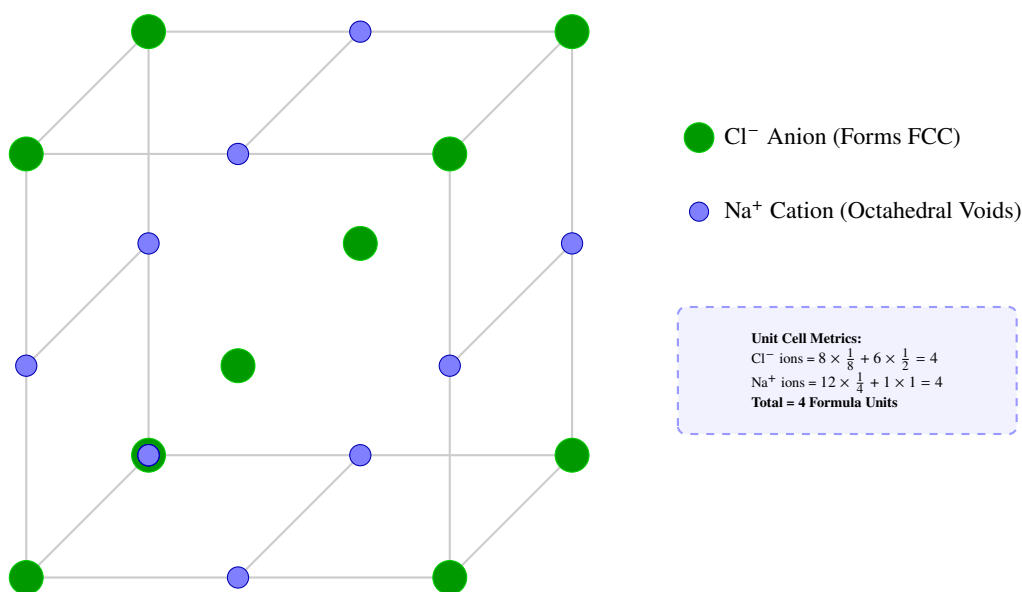 Cl⁻ Anion (Forms FCC)
Na⁺ Cation (Octahedral Voids)
Unit Cell Metrics:
Cl⁻ ions = 8 × 1/8 + 6 × 1/2 = 4
Na⁺ ions = 12 × 1/4 + 1 × 1 = 4
Total = 4 Formula Units